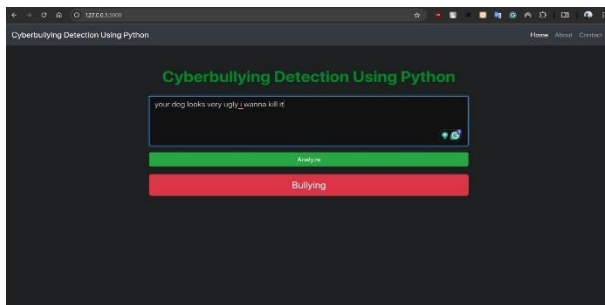 127.0.0.1:5000
Cyberbullying Detection Using Python
Home About Contact
Cyberbullying Detection Using Python
your dog looks very ugly i wanna kill it
Analyze
Bullying